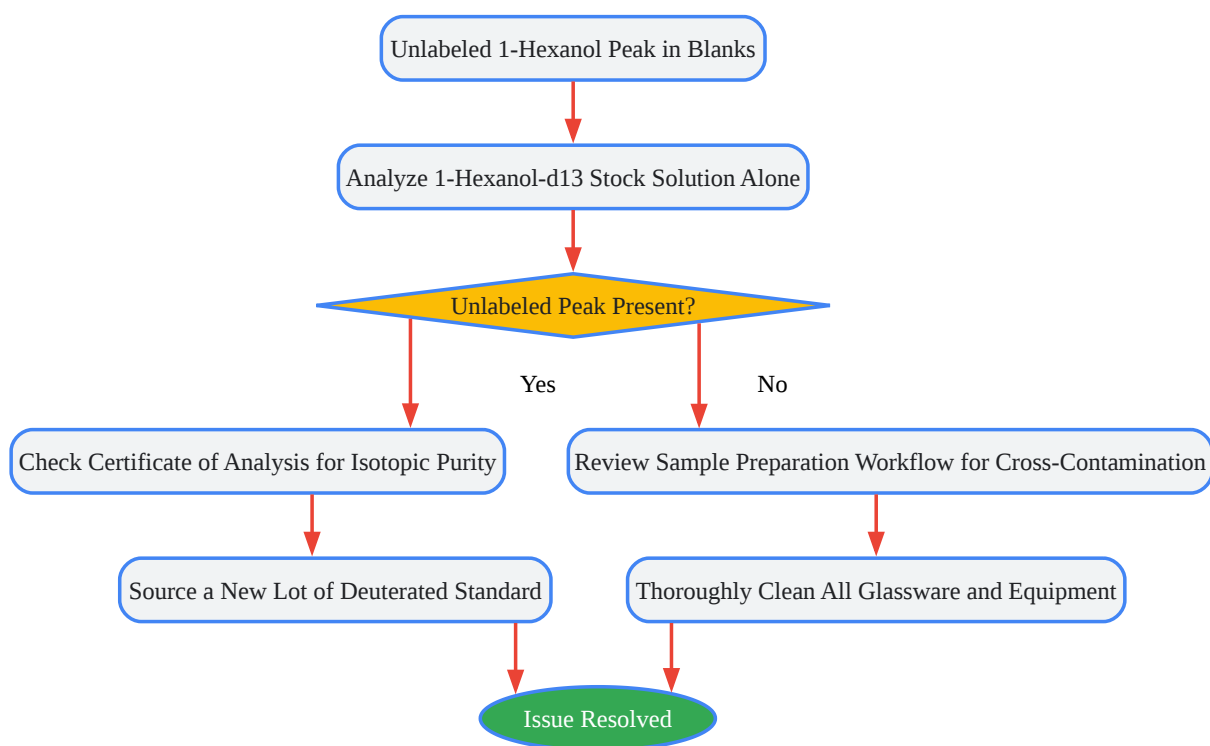 Unlabeled 1-Hexanol Peak in Blanks
Analyze 1-Hexanol-d13 Stock Solution Alone
Unlabeled Peak Present?
Yes
No
Check Certificate of Analysis for Isotopic Purity
Review Sample Preparation Workflow for Cross-Contamination
Source a New Lot of Deuterated Standard
Thoroughly Clean All Glassware and Equipment
Issue Resolved